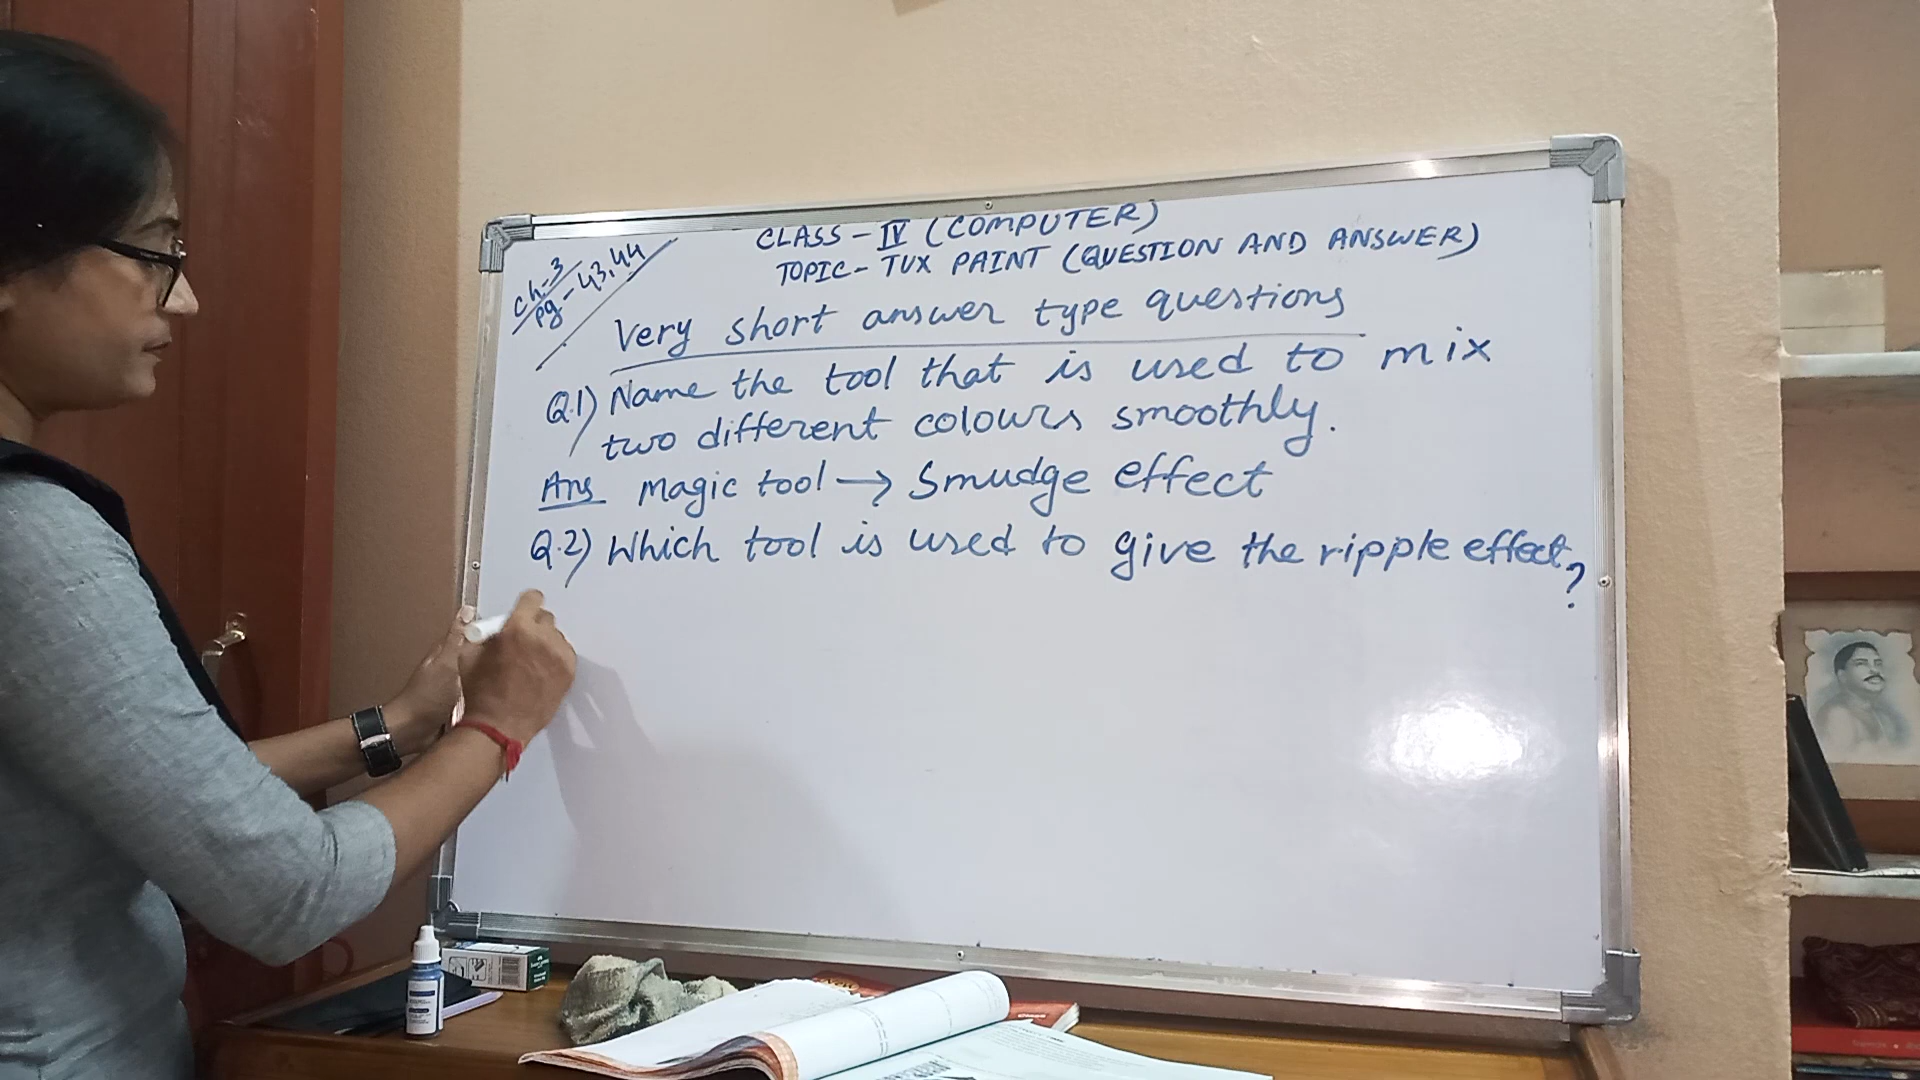 CLASS - IV (COMPUTER)
TOPIC - TUX PAINT (QUESTION AND ANSWER)
Ch-3
Pg - 43,44
Very short answer type questions
Q.1) Name the tool that is used to mix
two different colours smoothly.
Ans Magic tool → Smudge effect
Q.2) Which tool is used to give the ripple effect?